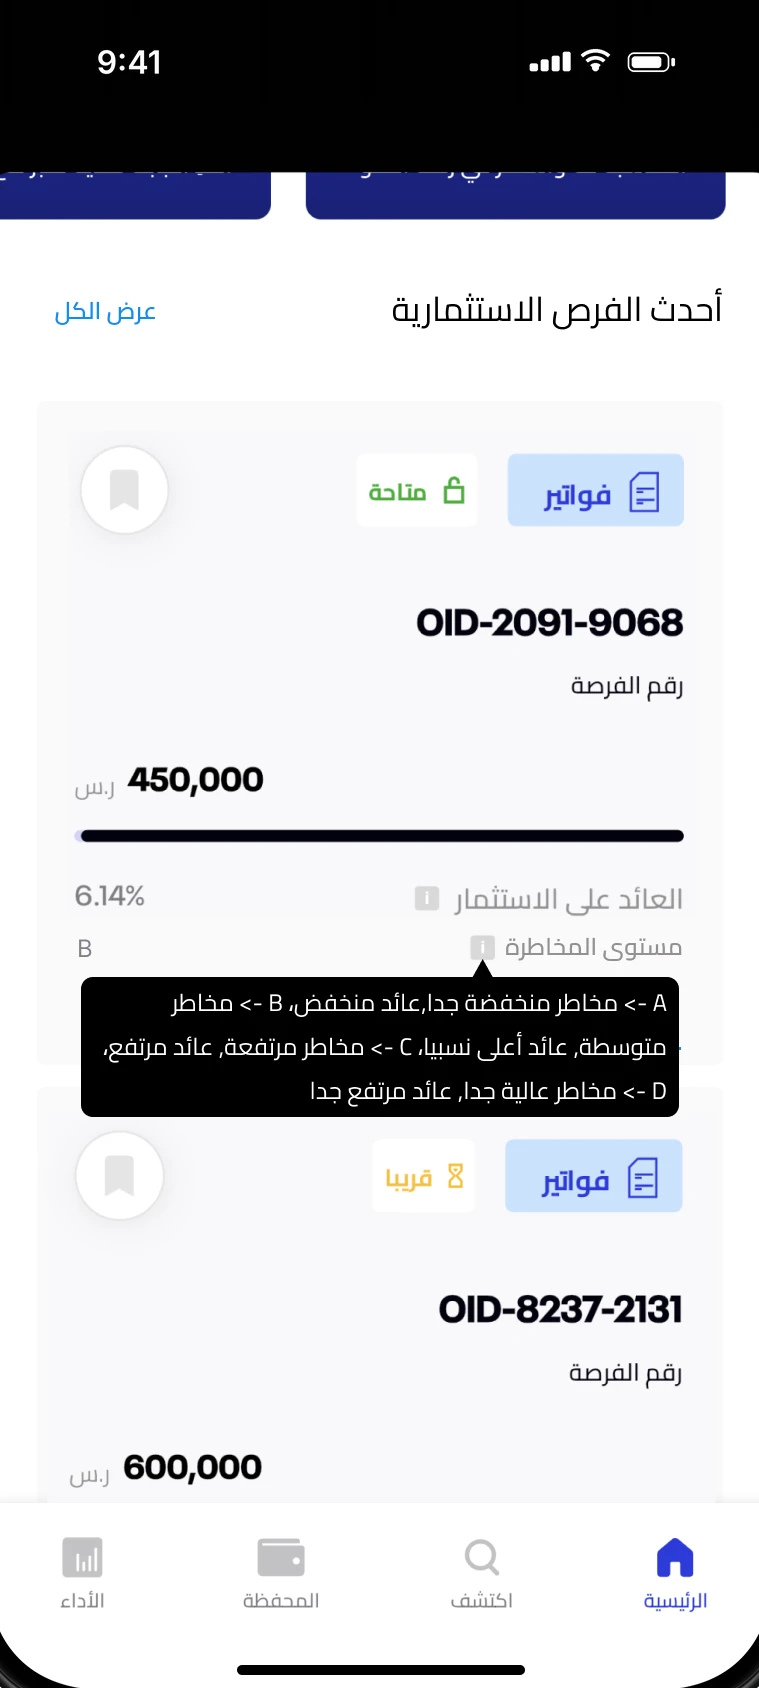 9:41
أحدث الفرص الاستثمارية
عرض الكل
فواتير
متاحة
OID-2091-9068
رقم الفرصة
450,000 ر.س
العائد على الاستثمار 6.14%
مستوى المخاطرة B
A -> مخاطر منخفضة جدا,عائد منخفض، B -> مخاطر
متوسطة, عائد أعلى نسبيا، C -> مخاطر مرتفعة, عائد مرتفع،
D -> مخاطر عالية جدا, عائد مرتفع جدا
فواتير
قريبا
OID-8237-2131
رقم الفرصة
600,000 ر.س
الرئيسية
اكتشف
المحفظة
الأداء